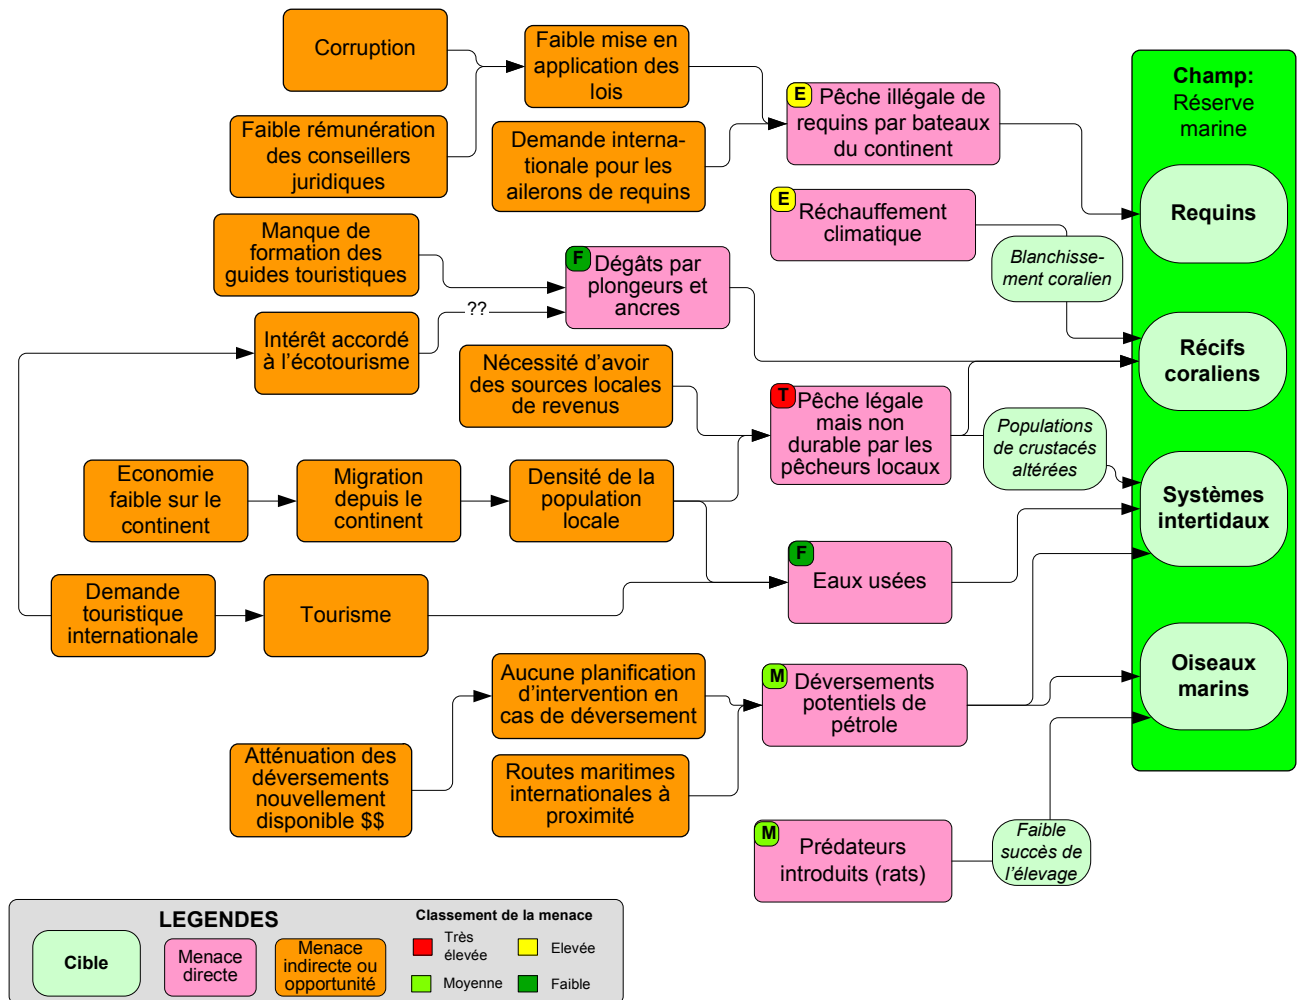 Corruption
Faible mise en
application des
lois
Faible rémunération
des conseillers
juridiques
Demande interna-
tionale pour les
ailerons de requins
E
Pêche illégale de
requins par bateaux
du continent
Champ:
Réserve
marine
Requins
E
Réchauffement
climatique
Blanchisse-
ment coralien
Manque de
formation des
guides touristiques
F
Dégâts par
plongeurs et
ancres
??
Intérêt accordé
à l’écotourisme
Récifs
coraliens
Nécessité d’avoir
des sources locales
de revenus
T
Pêche légale
mais non
durable par les
pêcheurs locaux
Populations
de crustacés
altérées
Economie
faible sur le
continent
Migration
depuis le
continent
Densité de la
population
locale
Systèmes
intertidaux
F
Eaux usées
Demande
touristique
internationale
Tourisme
Aucune planification
d’intervention en
cas de déversement
M
Déversements
potentiels de
pétrole
Oiseaux
marins
Atténuation des
déversements
nouvellement
disponible $$
Routes maritimes
internationales à
proximité
M
Prédateurs
introduits (rats)
Faible
succès de
l’élevage
LEGENDES
Cible
Menace
directe
Menace
indirecte ou
opportunité
Classement de la menace
Très
élevée
Elevée
Moyenne
Faible